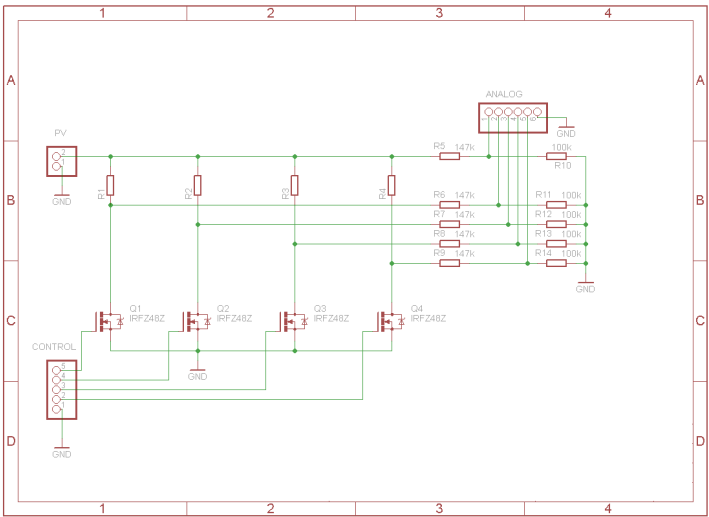 1 2 3 4
A A
ANALOG
1 2 3 4 5 6
GND
PV
2
1
GND
R5 147k
100k
R10
R1 R2 R3 R4
B B
R6 147k R11 100k
R7 147k R12 100k
R8 147k R13 100k
R9 147k R14 100k
GND
Q1
IRFZ48Z
Q2
IRFZ48Z
Q3
IRFZ48Z
Q4
IRFZ48Z
C C
CONTROL
5
4
3
2
1
GND
GND
D D
1 2 3 4